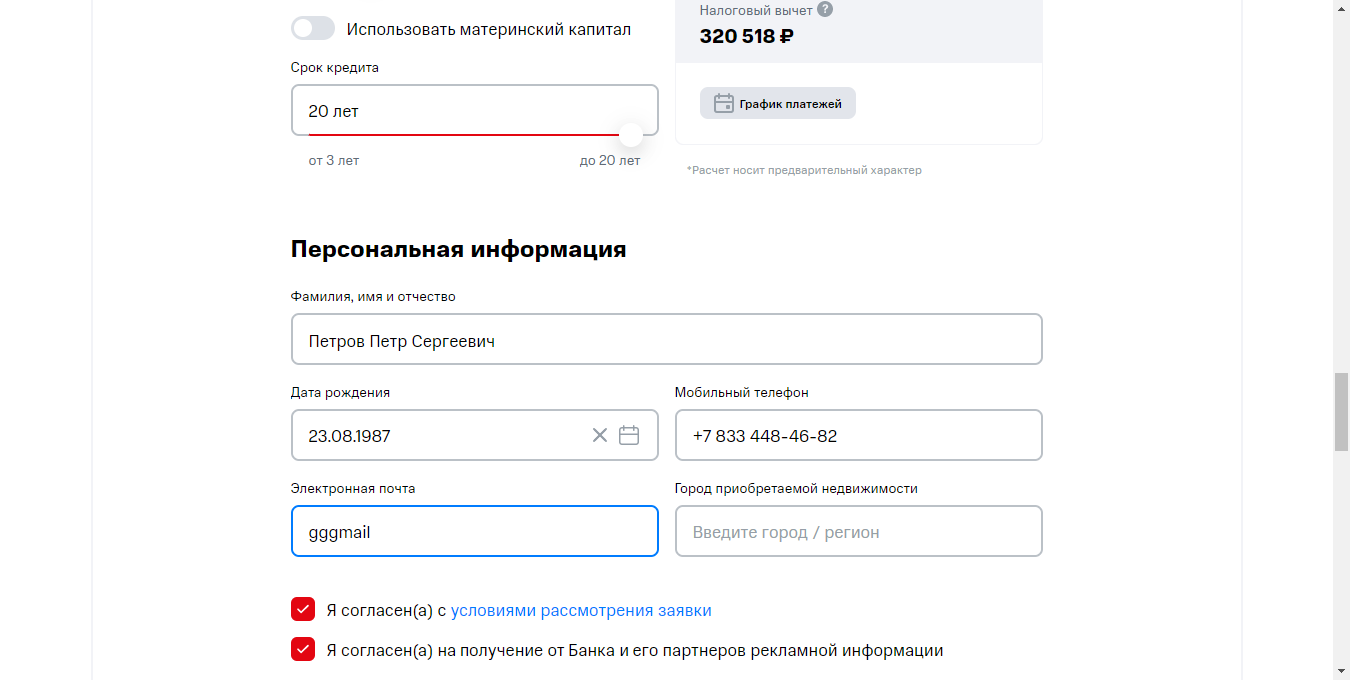 Использовать материнский капитал
Срок кредита
20 лет
от 3 лет
до 20 лет
Налоговый вычет ?
320 518 ₽
График платежей
*Расчет носит предварительный характер
Персональная информация
Фамилия, имя и отчество
Петров Петр Сергеевич
Дата рождения
23.08.1987
Мобильный телефон
+7 833 448-46-82
Электронная почта
gggmail
Город приобретаемой недвижимости
Введите город / регион
Я согласен(а) с условиями рассмотрения заявки
Я согласен(а) на получение от Банка и его партнеров рекламной информации